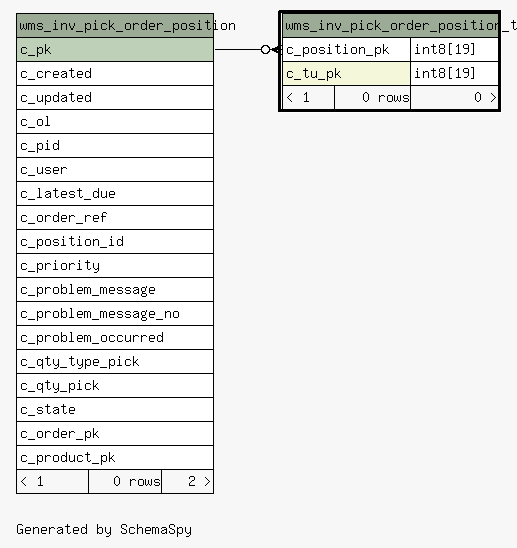 wms_inv_pick_order_position
c_pk
c_created
c_updated
c_ol
c_pid
c_user
c_latest_due
c_order_ref
c_position_id
c_priority
c_problem_message
c_problem_message_no
c_problem_occurred
c_qty_type_pick
c_qty_pick
c_state
c_order_pk
c_product_pk
< 1 0 rows 2 >
wms_inv_pick_order_position_t
c_position_pk int8[19]
c_tu_pk int8[19]
< 1 0 rows 0 >
Generated by SchemaSpy